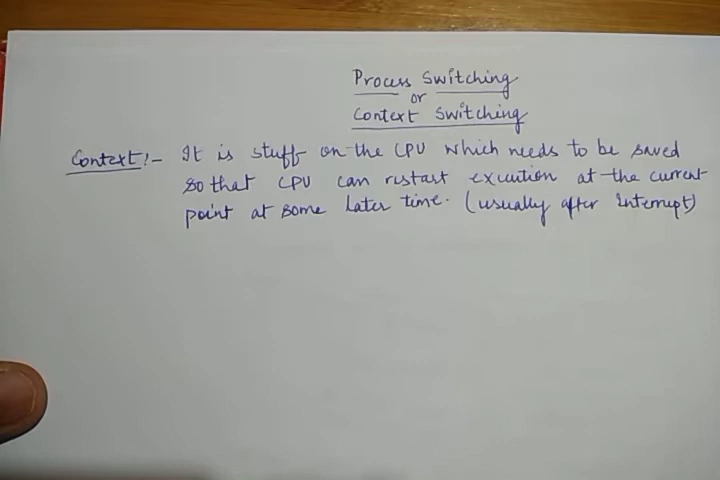 Process Switching
or
Context Switching
Context :- It is stuff on the CPU which needs to be saved
so that CPU can restart execution at the current
point at some later time. (usually after interrupt)